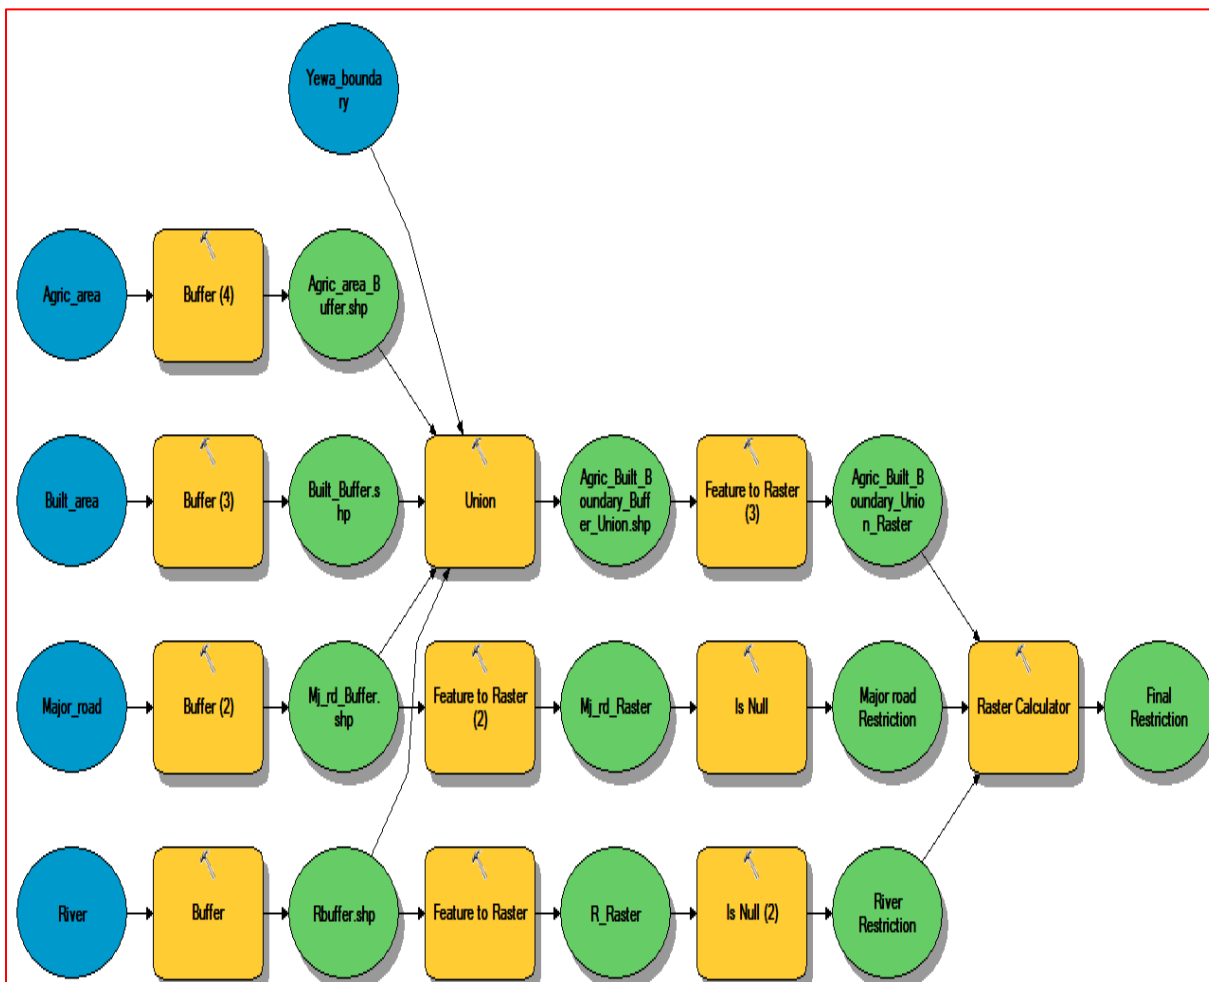 Yewa_bounda
ry
Agric_area
Buffer (4)
Agric_area_B
uffer.shp
Built_area
Buffer (3)
Built_Buffer.s
hp
Union
Agric_Built_B
oundary_Buff
er_Union.shp
Feature to Raster
(3)
Agric_Built_B
oundary_Unio
n_Raster
Major_road
Buffer (2)
Mj_rd_Buffer.
shp
Feature to Raster
(2)
Mj_rd_Raster
Is Null
Major road
Restriction
Raster Calculator
Final
Restriction
River
Buffer
Rbuffer.shp
Feature to Raster
R_Raster
Is Null (2)
River
Restriction